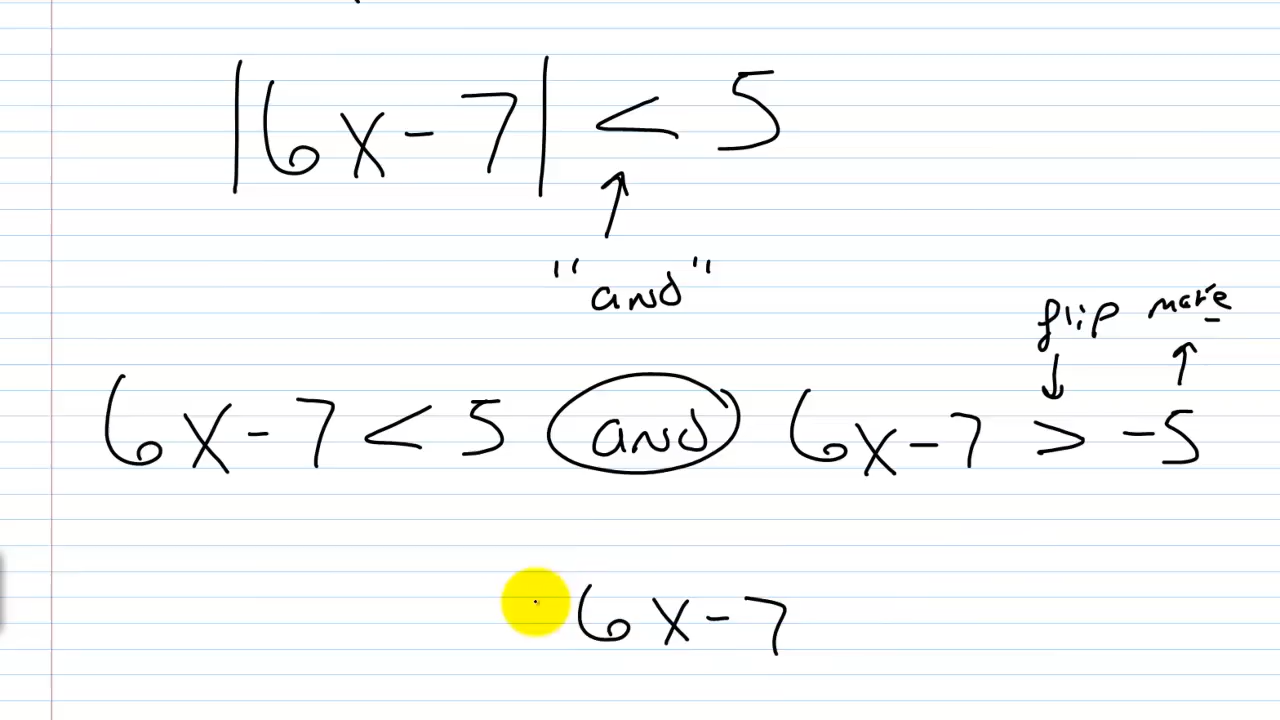 |6x-7| < 5
"and"
flip make
6x-7 < 5 and 6x-7 > -5
6x-7